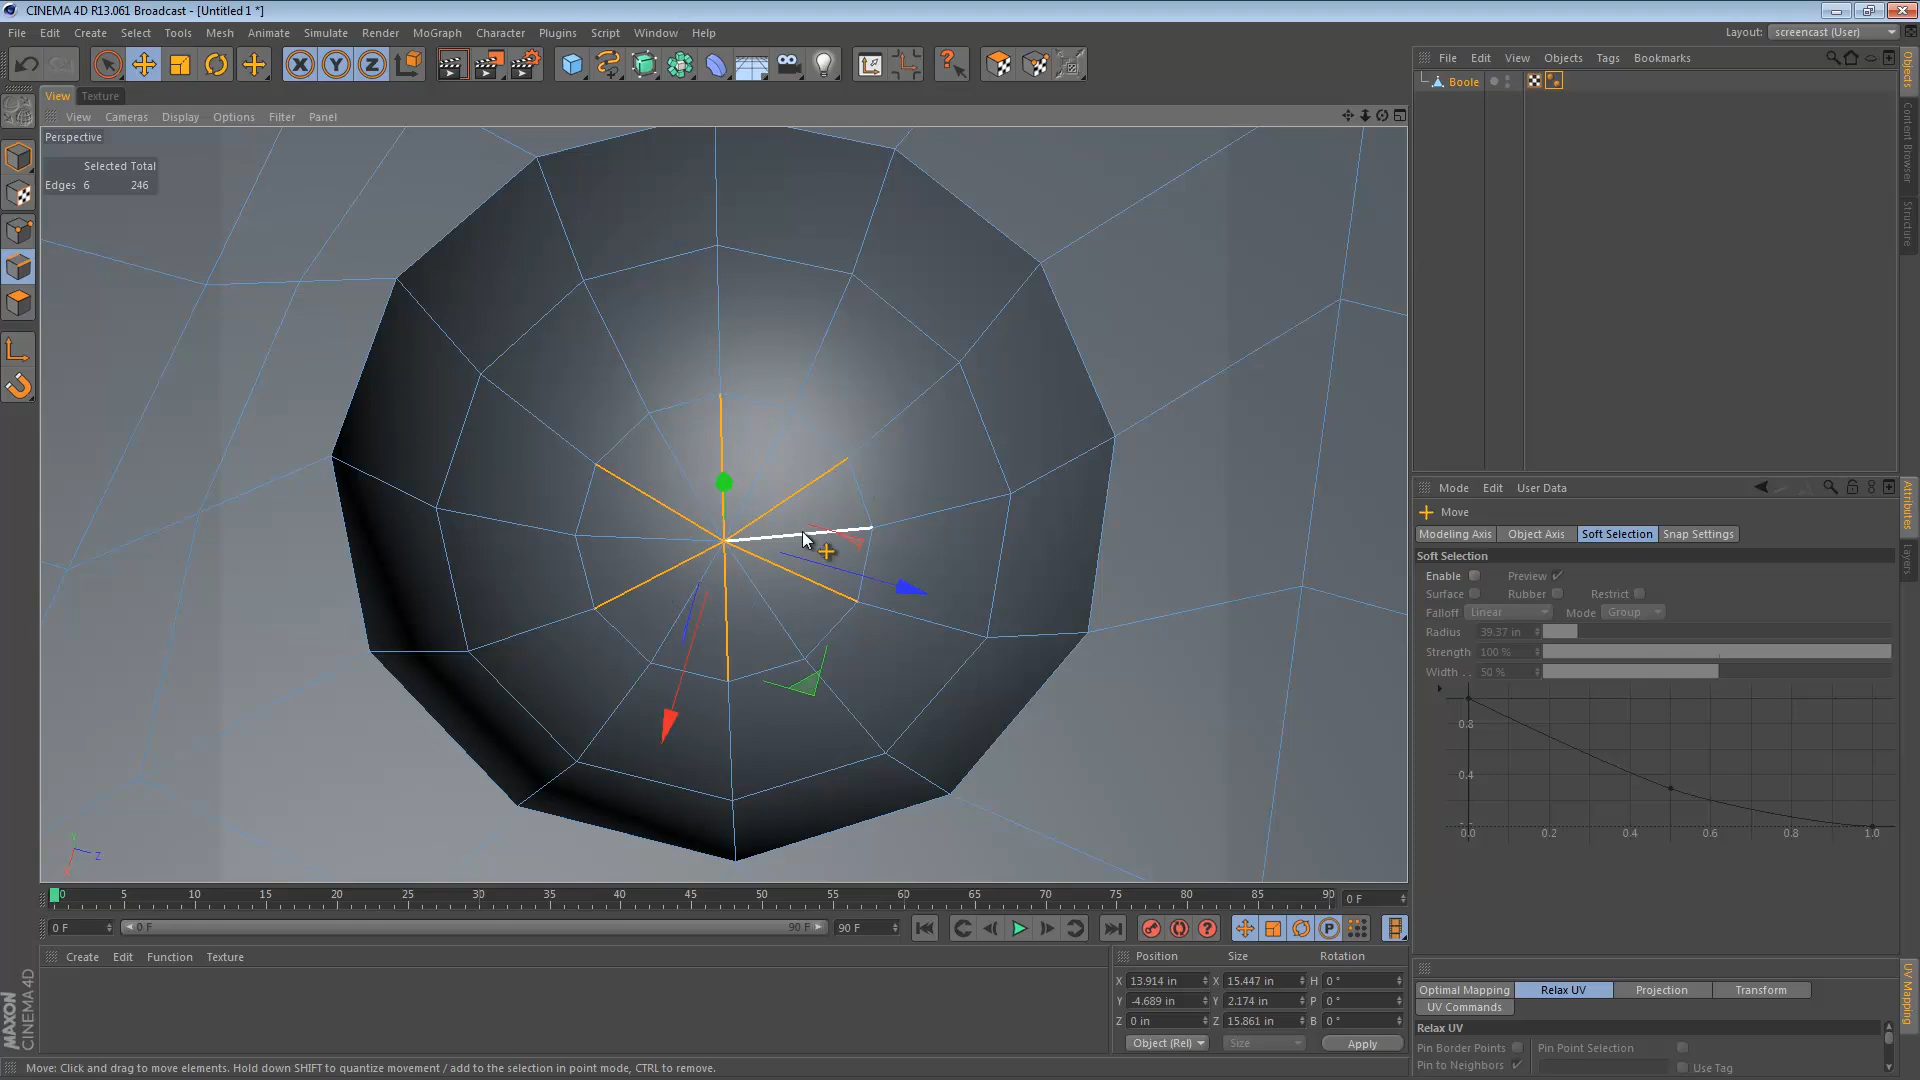 CINEMA 4D R13.061 Broadcast - [Untitled 1 *]
File Edit Create Select Tools Mesh Animate Simulate Render MoGraph Character Plugins Script Window Help
Layout: screencast (User)
File Edit View Objects Tags Bookmarks
Boole
View Texture
View Cameras Display Options Filter Panel
Perspective
Selected Total
Edges 6 246
Objects
Content Browser
Structure
Mode Edit User Data
Move
Modeling Axis Object Axis Soft Selection Snap Settings
Soft Selection
Enable Preview
Surface Rubber Restrict
Falloff Linear Mode Group
Radius 39.37 in
Strength 100 %
Width . . 50 %
0.8
0.4
0.0 0.2 0.4 0.6 0.8 1.0
Attributes
Layers
Y
Z
X
0 5 10 15 20 25 30 35 40 45 50 55 60 65 70 75 80 85 90
0 F
0 F 0 F 90 F 90 F
Create Edit Function Texture
Position Size Rotation
X 13.914 in X 15.447 in H 0 °
Y -4.689 in Y 2.174 in P 0 °
Z 0 in Z 15.861 in B 0 °
Object (Rel) Size Apply
Optimal Mapping Relax UV Projection Transform
UV Commands
Relax UV
Pin Border Points Pin Point Selection
Pin to Neighbors Use Tag
UV Mapping
MAXON
CINEMA 4D
Move: Click and drag to move elements. Hold down SHIFT to quantize movement / add to the selection in point mode, CTRL to remove.